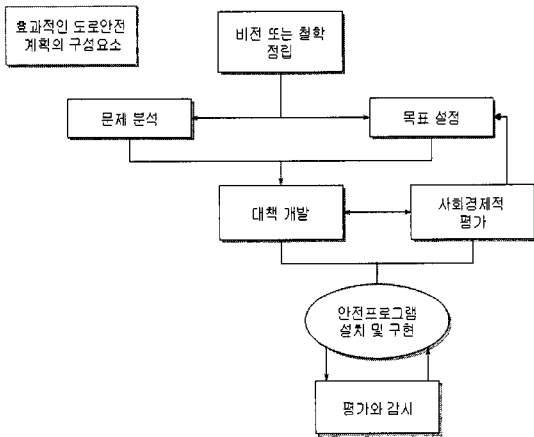 효과적인 도로안전
계획의 구성요소
비전 또는 철학
정립
문제 분석
목표 설정
대책 개발
사회경제적
평가
안전프로그램
설치 및 구현
평가와 감시